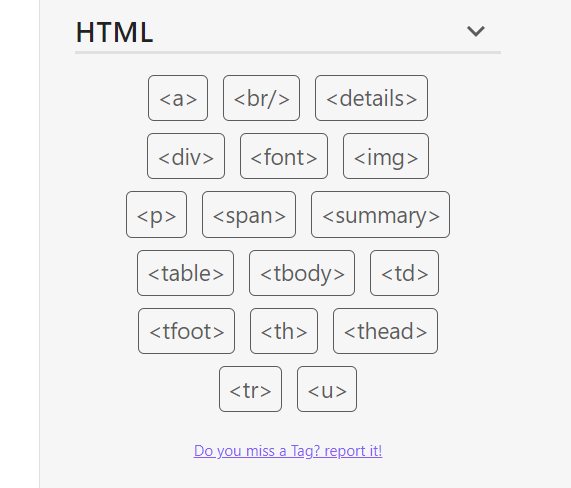 HTML
<a> <br/> <details>
<div> <font> <img>
<p> <span> <summary>
<table> <tbody> <td>
<tfoot> <th> <thead>
<tr> <u>
Do you miss a Tag? report it!